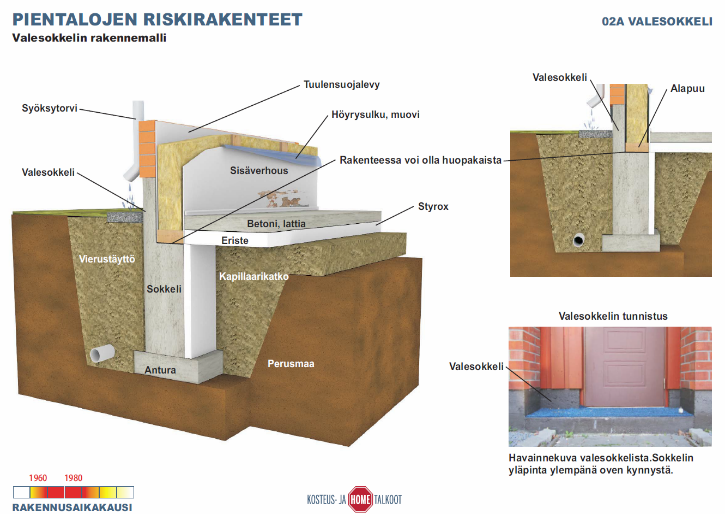 PIENTALOJEN RISKIRAKENTEET
02A VALESOKKELI
Valesokkelin rakennemalli
Tuulensuojalevy
Syöksytorvi
Höyrysulku, muovi
Valesokkeli
Alapuu
Rakenteessa voi olla huopakaista
Valesokkeli
Sisäverhous
Styrox
Betoni, lattia
Eriste
Vierustäyttö
Kapillaarikatko
Sokkeli
Perusmaa
Antura
Valesokkelin tunnistus
Valesokkeli
Havainnekuva valesokkelista.Sokkelin
yläpinta ylempänä oven kynnystä.
1960 1980
RAKENNUSAIKAKAUSI
KOSTEUS- JA HOME TALKOOT